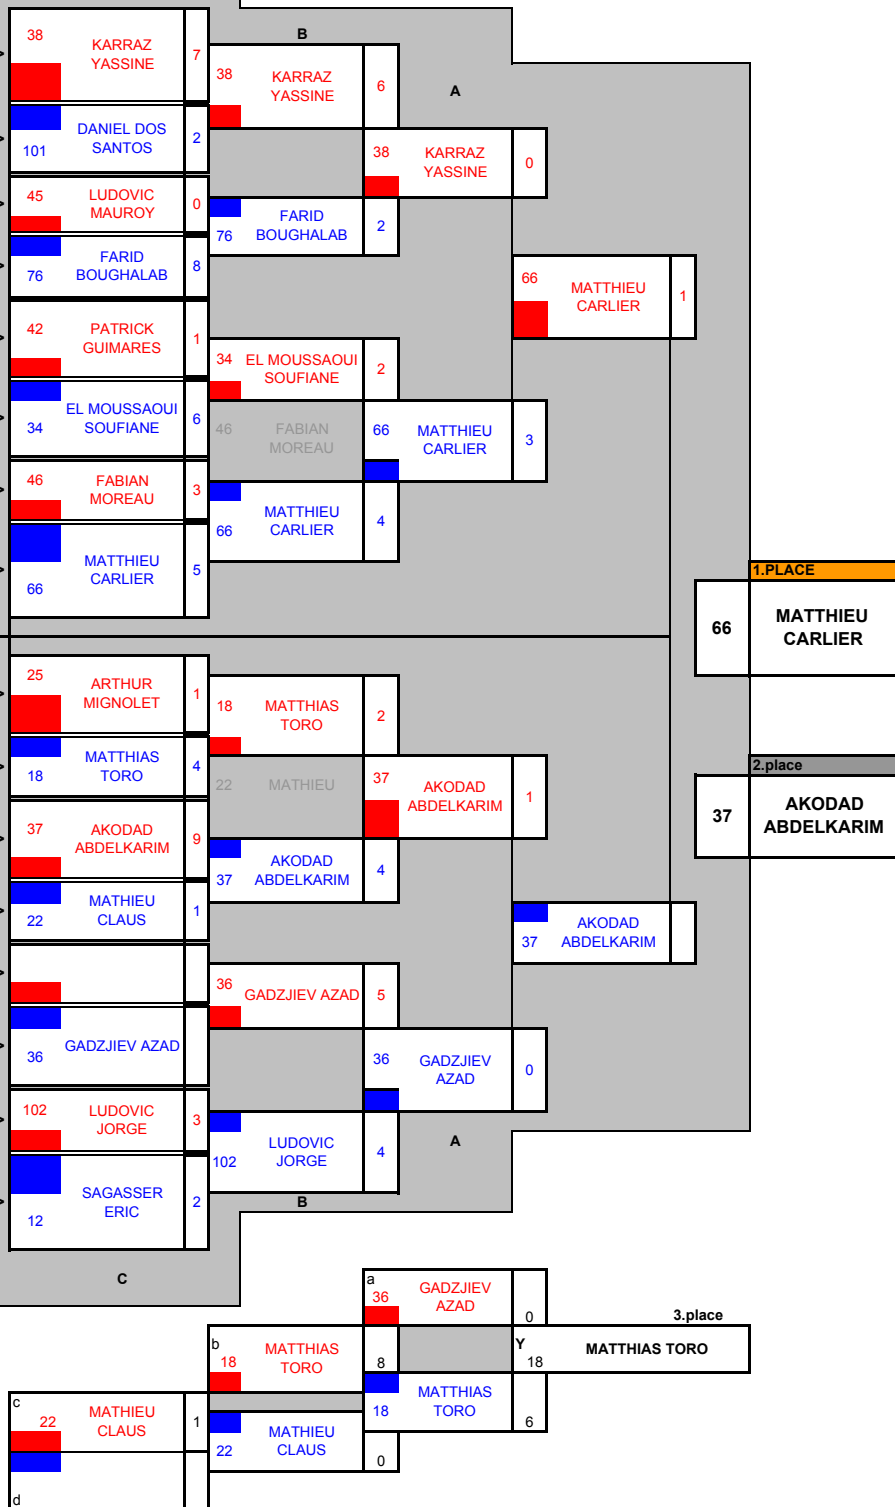 38
KARRAZ
YASSINE
7
101
DANIEL DOS
SANTOS
2
45
LUDOVIC
MAUROY
0
76
FARID
BOUGHALAB
8
42
PATRICK
GUIMARES
1
34
EL MOUSSAOUI
SOUFIANE
6
46
FABIAN
MOREAU
3
66
MATTHIEU
CARLIER
5
B
38
KARRAZ
YASSINE
6
76
FARID
BOUGHALAB
2
34
EL MOUSSAOUI
SOUFIANE
2
46
FABIAN
MOREAU
66
MATTHIEU
CARLIER
4
A
38
KARRAZ
YASSINE
0
66
MATTHIEU
CARLIER
3
66
MATTHIEU
CARLIER
1
1.PLACE
66
MATTHIEU
CARLIER
25
ARTHUR
MIGNOLET
1
18
MATTHIAS
TORO
4
37
AKODAD
ABDELKARIM
9
22
MATHIEU
CLAUS
1
36
GADZJIEV AZAD
102
LUDOVIC
JORGE
3
12
SAGASSER
ERIC
2
C
18
MATTHIAS
TORO
2
22
MATHIEU
37
AKODAD
ABDELKARIM
4
36
GADZJIEV AZAD
5
102
LUDOVIC
JORGE
4
B
37
AKODAD
ABDELKARIM
1
36
GADZJIEV
AZAD
0
A
37
AKODAD
ABDELKARIM
2.place
37
AKODAD
ABDELKARIM
a
36
GADZJIEV
AZAD
0
3.place
b
18
MATTHIAS
TORO
8
Y
18
MATTHIAS TORO
18
MATTHIAS
TORO
6
c
22
MATHIEU
CLAUS
1
22
MATHIEU
CLAUS
0
d